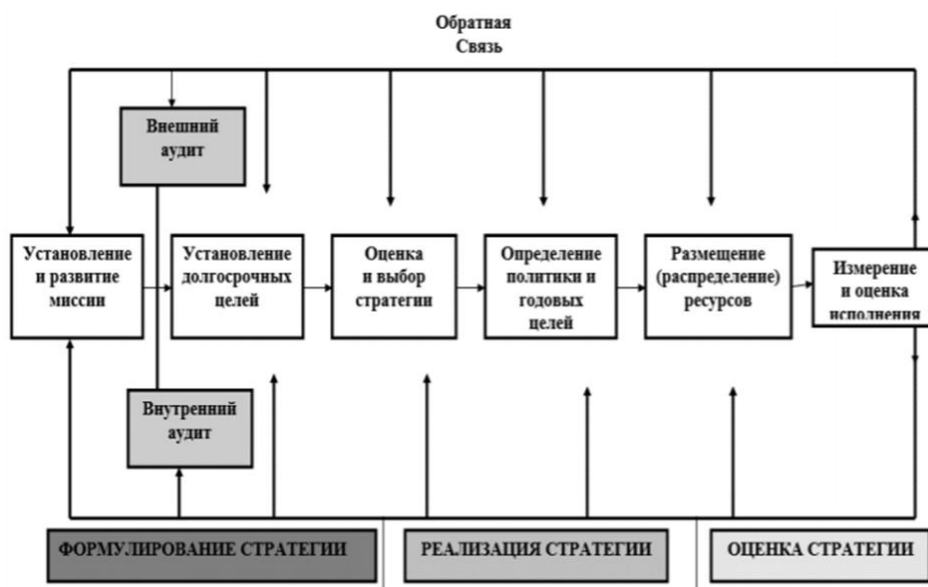 Обратная
Связь
Внешний
аудит
Установление
и развитие
миссии
Установление
долгосрочных
целей
Оценка
и выбор
стратегии
Определение
политики и
годовых
целей
Размещение
(распределение)
ресурсов
Измерение
и оценка
исполнения
Внутренний
аудит
ФОРМУЛИРОВАНИЕ СТРАТЕГИИ
РЕАЛИЗАЦИЯ СТРАТЕГИИ
ОЦЕНКА СТРАТЕГИИ